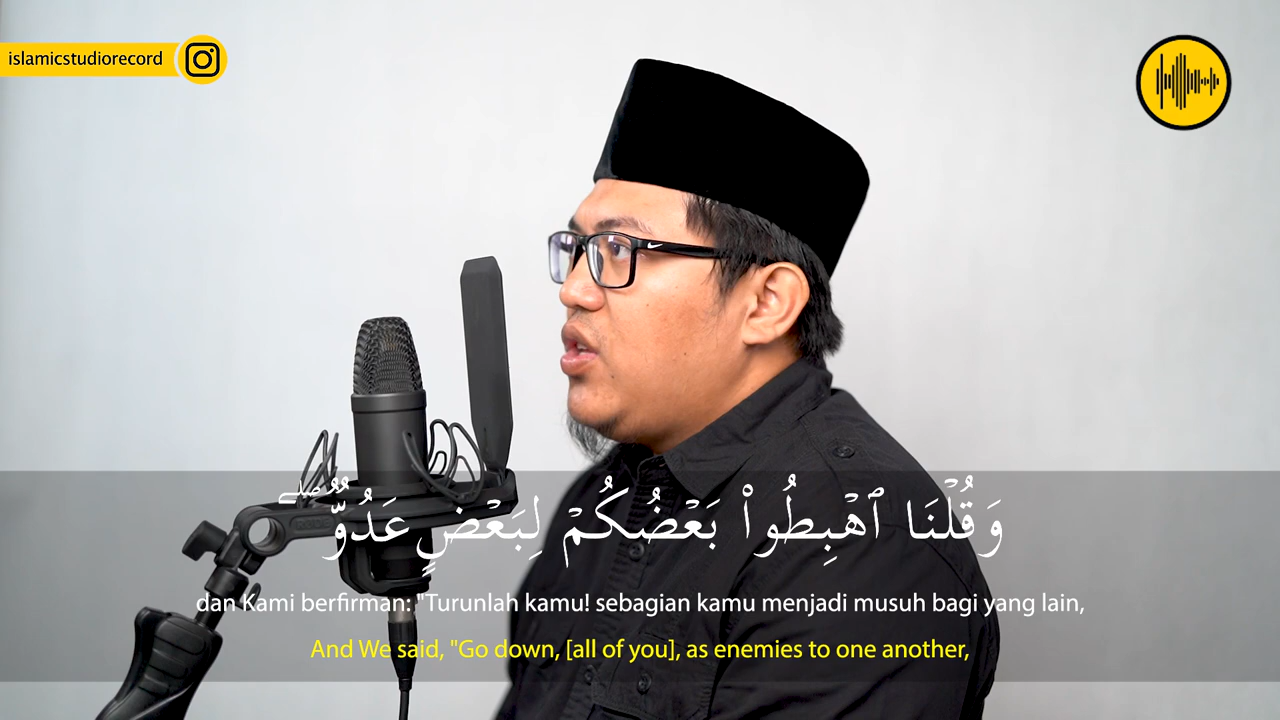 islamicstudiorecord
وَقُلْنَا ٱهْبِطُوا۟ بَعْضُكُمْ لِبَعْضٍ عَدُوٌّ ۖ
dan Kami berfirman: "Turunlah kamu! sebagian kamu menjadi musuh bagi yang lain,
And We said, "Go down, [all of you], as enemies to one another,